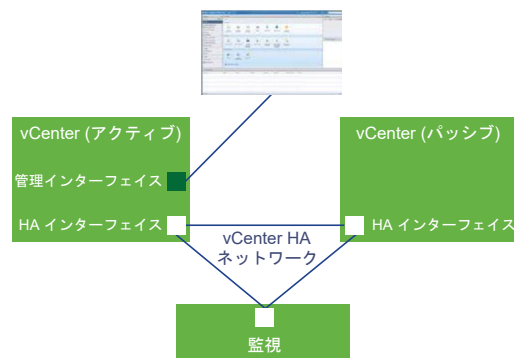 vCenter (アクティブ)
vCenter (パッシブ)
管理インターフェイス
HA インターフェイス
HA インターフェイス
vCenter HA
ネットワーク
監視